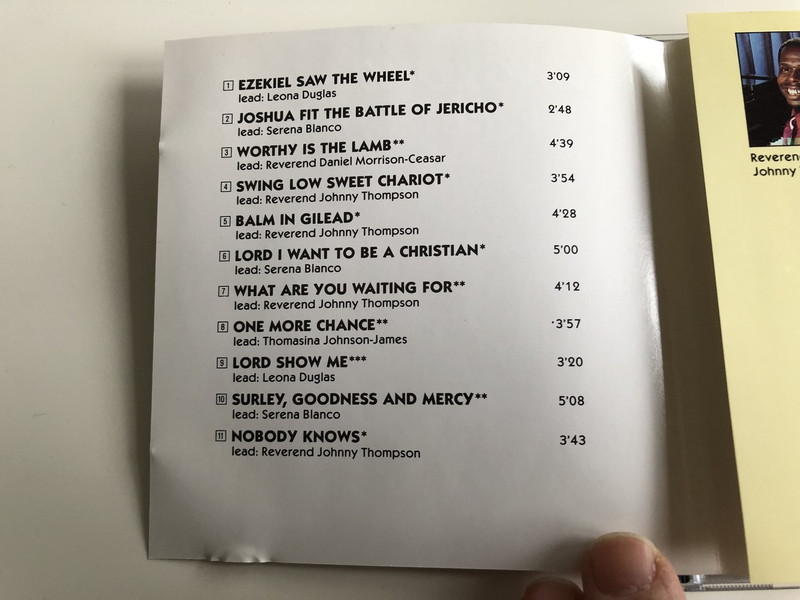 1 EZEKIEL SAW THE WHEEL* 3'09
lead: Leona Duglas
2 JOSHUA FIT THE BATTLE OF JERICHO* 2'48
lead: Serena Blanco
3 WORTHY IS THE LAMB** 4'39
lead: Reverend Daniel Morrison-Ceasar
4 SWING LOW SWEET CHARIOT* 3'54
lead: Reverend Johnny Thompson
5 BALM IN GILEAD* 4'28
lead: Reverend Johnny Thompson
6 LORD I WANT TO BE A CHRISTIAN* 5'00
lead: Serena Blanco
7 WHAT ARE YOU WAITING FOR** 4'12
lead: Reverend Johnny Thompson
8 ONE MORE CHANCE** 3'57
lead: Thomasina Johnson-James
9 LORD SHOW ME*** 3'20
lead: Leona Duglas
10 SURLEY, GOODNESS AND MERCY** 5'08
lead: Serena Blanco
11 NOBODY KNOWS* 3'43
lead: Reverend Johnny Thompson
Johnny